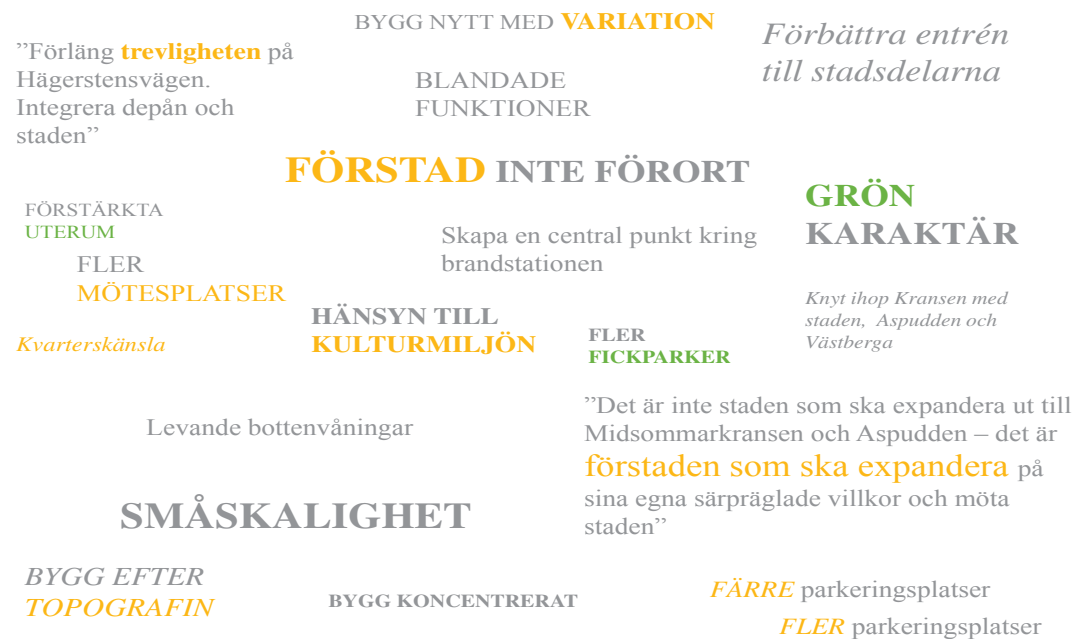 BYGG NYTT MED VARIATION
”Förläng trevligheten på
Hägerstensvägen.
Integrera depån och
staden”
BLANDADE
FUNKTIONER
Förbättra entrén
till stadsdelarna
FÖRSTAD INTE FÖRORT
GRÖN
KARAKTÄR
FÖRSTÄRKTA
UTERUM
Skapa en central punkt kring
brandstationen
FLER
MÖTESPLATSER
Knyt ihop Kransen med
staden, Aspudden och
Västberga
HÄNSYN TILL
KULTURMILJÖN
Kvarterskänsla
FLER
FICKPARKER
Levande bottenvåningar
”Det är inte staden som ska expandera ut till
Midsommarkransen och Aspudden – det är
förstaden som ska expandera på
sina egna särpräglade villkor och möta
staden”
SMÅSKALIGHET
BYGG EFTER
TOPOGRAFIN
BYGG KONCENTRERAT
FÄRRE parkeringsplatser
FLER parkeringsplatser